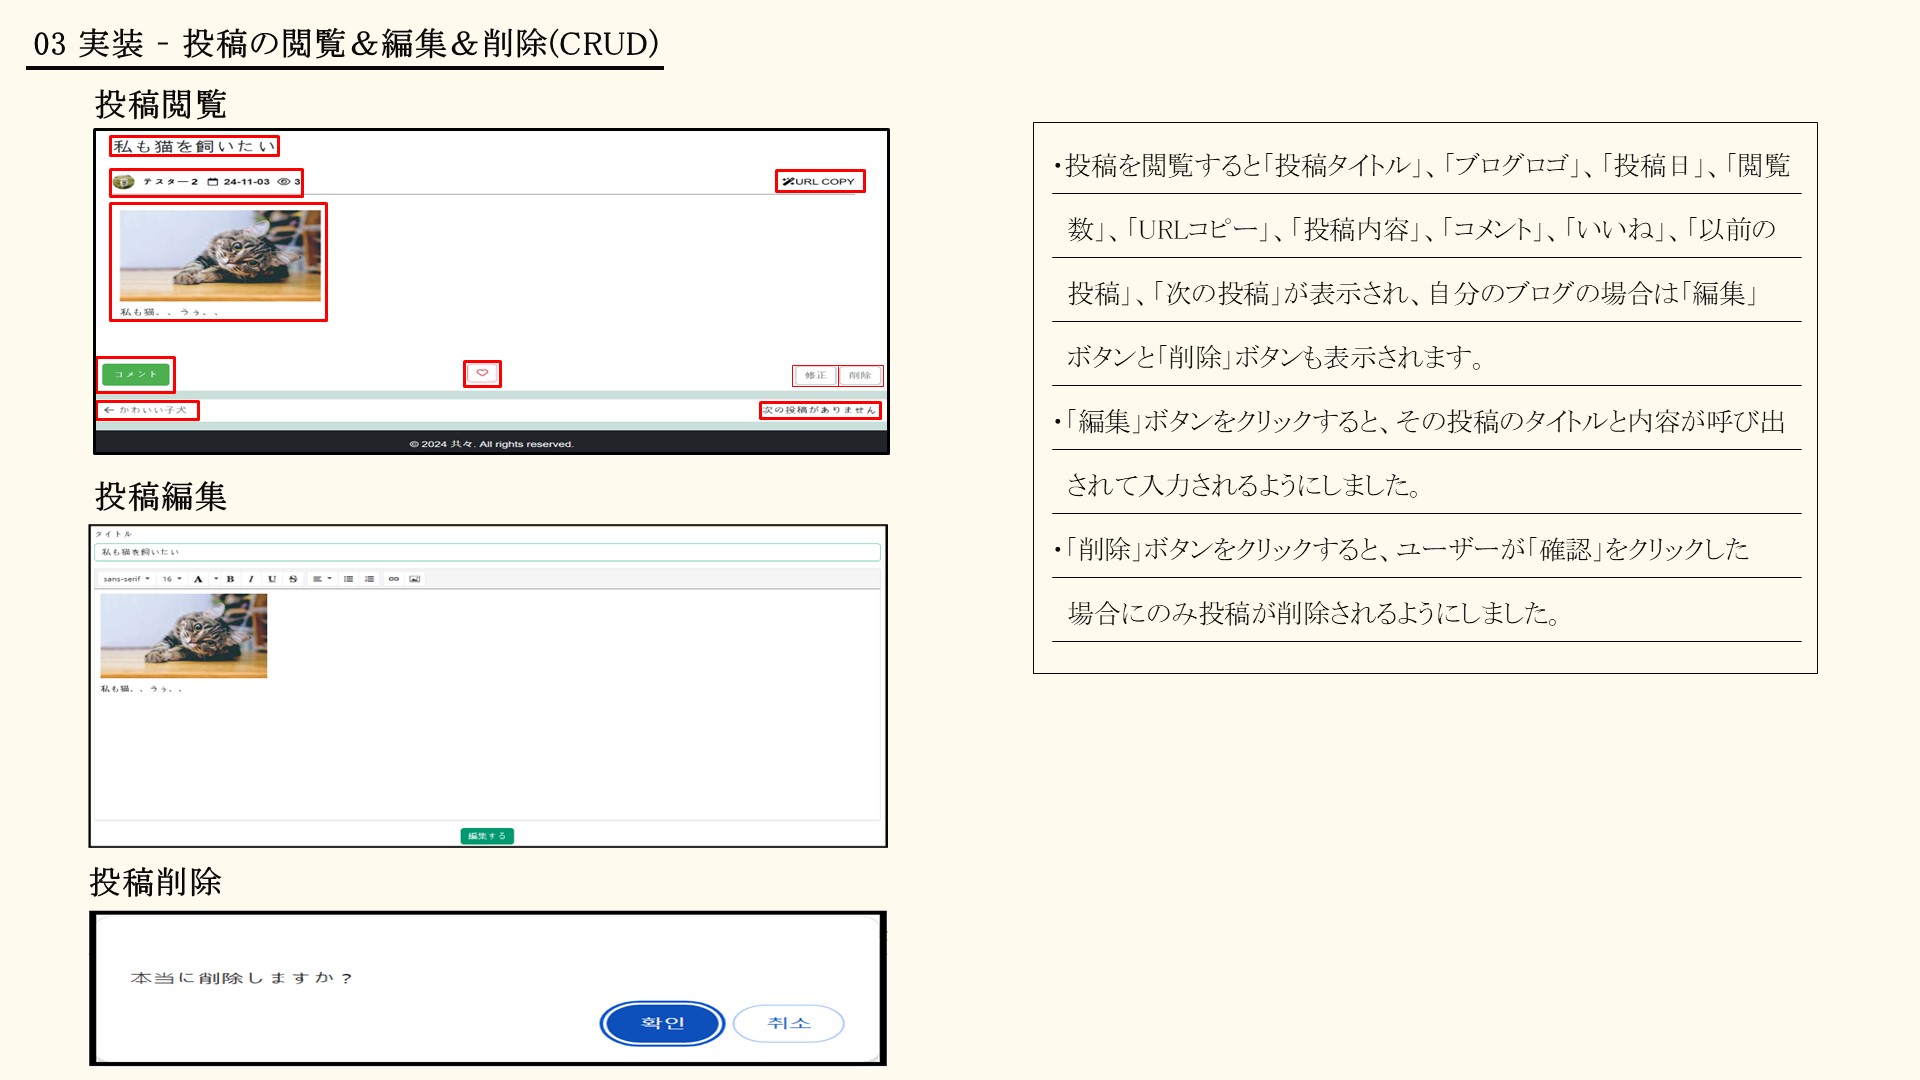 03 実装 - 投稿の閲覧＆編集＆削除(CRUD)
投稿閲覧
私も猫を飼いたい
テスター2 24-11-03 3
URL COPY
私も猫、、うぅ、、
コメント
修正 削除
← かわいい子犬
次の投稿がありません
© 2024 共々. All rights reserved.
投稿編集
タイトル
私も猫を飼いたい
sans-serif 16 A B I U S
私も猫、、うぅ、、
編集する
投稿削除
本当に削除しますか？
확인 취소
・投稿を閲覧すると「投稿タイトル」、「ブログロゴ」、「投稿日」、「閲覧
数」、「URLコピー」、「投稿内容」、「コメント」、「いいね」、「以前の
投稿」、「次の投稿」が表示され、自分のブログの場合は「編集」
ボタンと「削除」ボタンも表示されます。
・「編集」ボタンをクリックすると、その投稿のタイトルと内容が呼び出
されて入力されるようにしました。
・「削除」ボタンをクリックすると、ユーザーが「確認」をクリックした
場合にのみ投稿が削除されるようにしました。